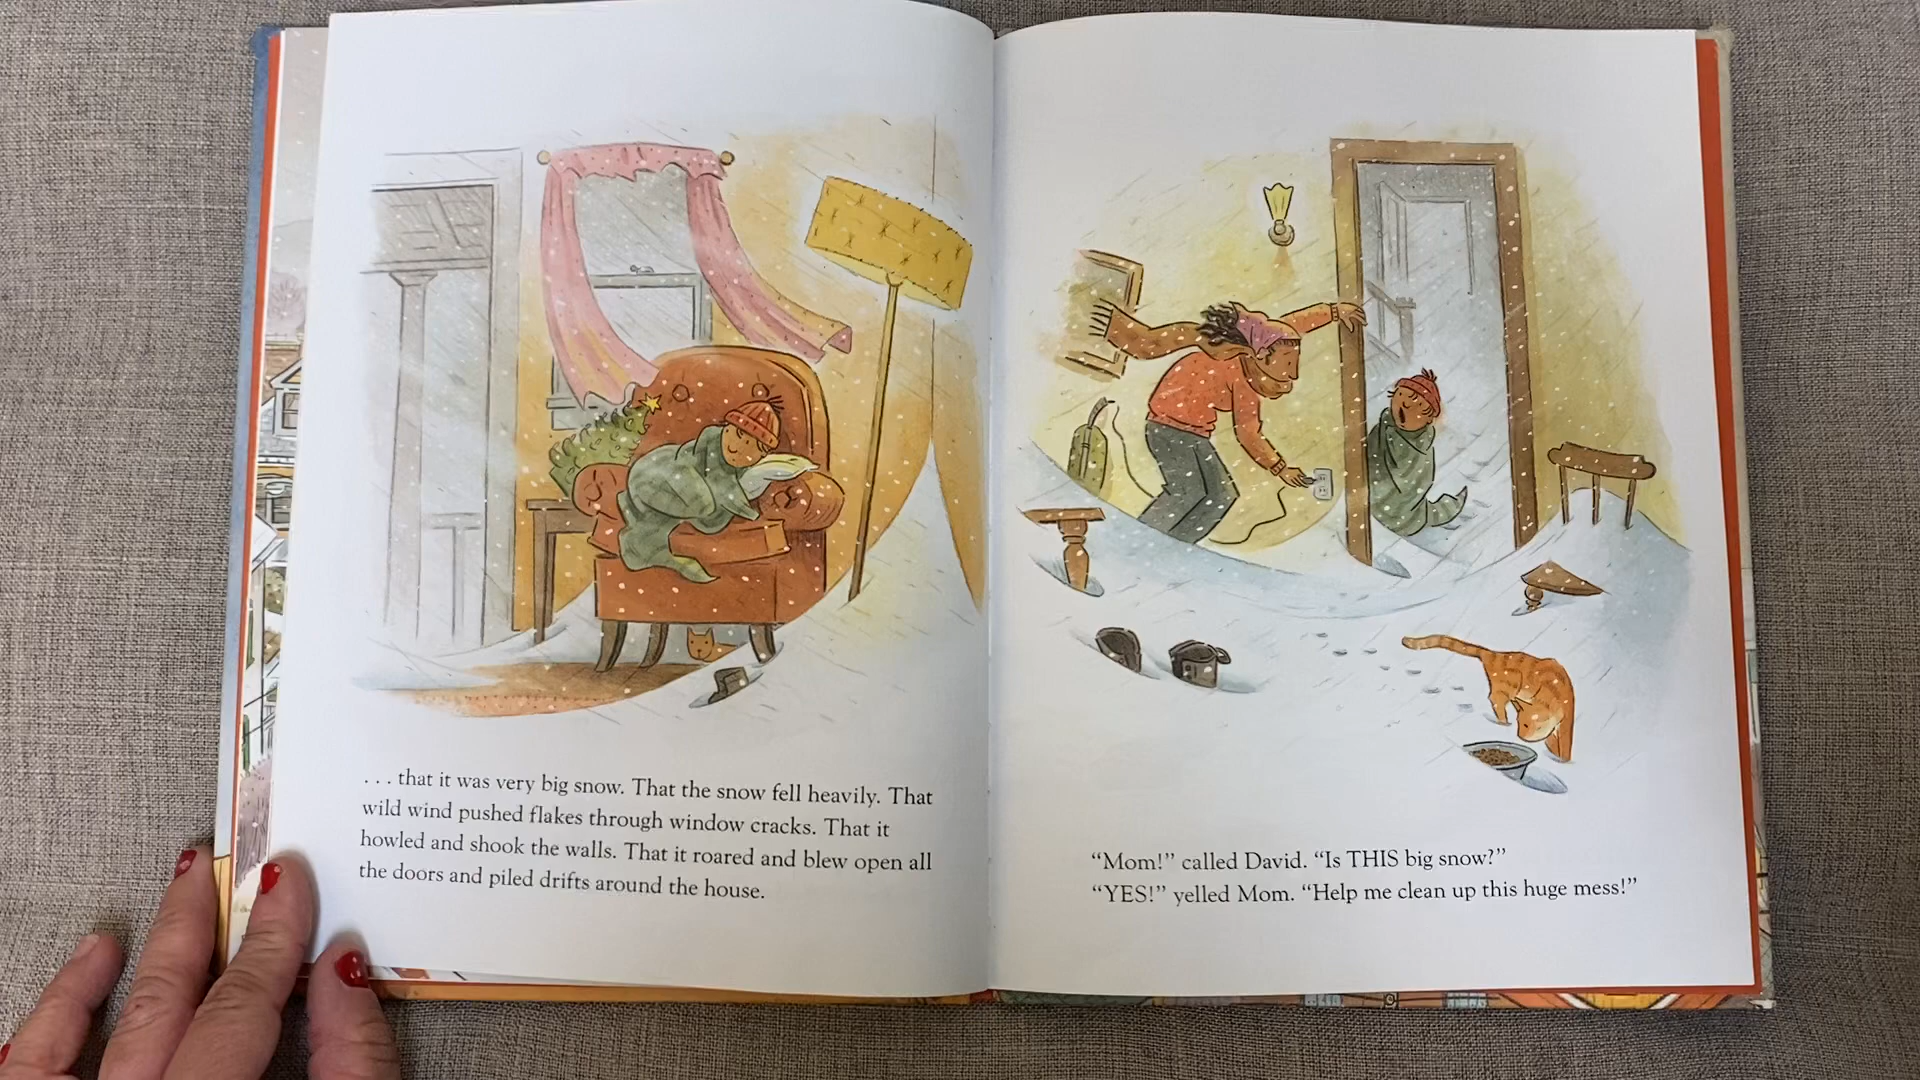 . . . that it was very big snow. That the snow fell heavily. That
wild wind pushed flakes through window cracks. That it
howled and shook the walls. That it roared and blew open all
the doors and piled drifts around the house.
“Mom!” called David. “Is THIS big snow?”
“YES!” yelled Mom. “Help me clean up this huge mess!”